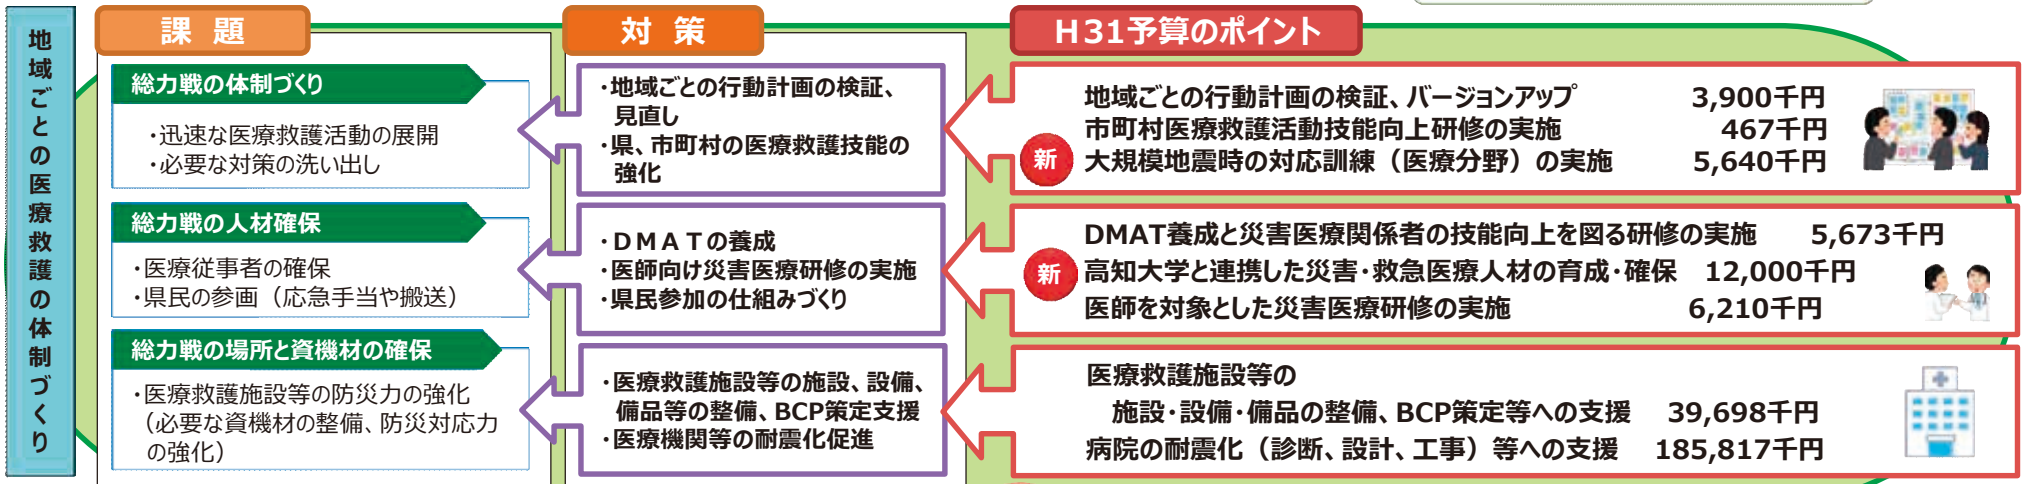 地域ごとの医療救護の体制づくり
課 題
総力戦の体制づくり
・迅速な医療救護活動の展開
・必要な対策の洗い出し
総力戦の人材確保
・医療従事者の確保
・県民の参画（応急手当や搬送）
総力戦の場所と資機材の確保
・医療救護施設等の防災力の強化
（必要な資機材の整備、防災対応力
の強化）
対 策
・地域ごとの行動計画の検証、
見直し
・県、市町村の医療救護技能の
強化
・ＤＭＡＴの養成
・医師向け災害医療研修の実施
・県民参加の仕組みづくり
・医療救護施設等の施設、設備、
備品等の整備、BCP策定支援
・医療機関等の耐震化促進
H31予算のポイント
地域ごとの行動計画の検証、バージョンアップ 3,900千円
市町村医療救護活動技能向上研修の実施 467千円
新 大規模地震時の対応訓練（医療分野）の実施 5,640千円
DMAT養成と災害医療関係者の技能向上を図る研修の実施 5,673千円
新 高知大学と連携した災害・救急医療人材の育成・確保 12,000千円
医師を対象とした災害医療研修の実施 6,210千円
医療救護施設等の
施設・設備・備品の整備、BCP策定等への支援 39,698千円
病院の耐震化（診断、設計、工事）等への支援 185,817千円